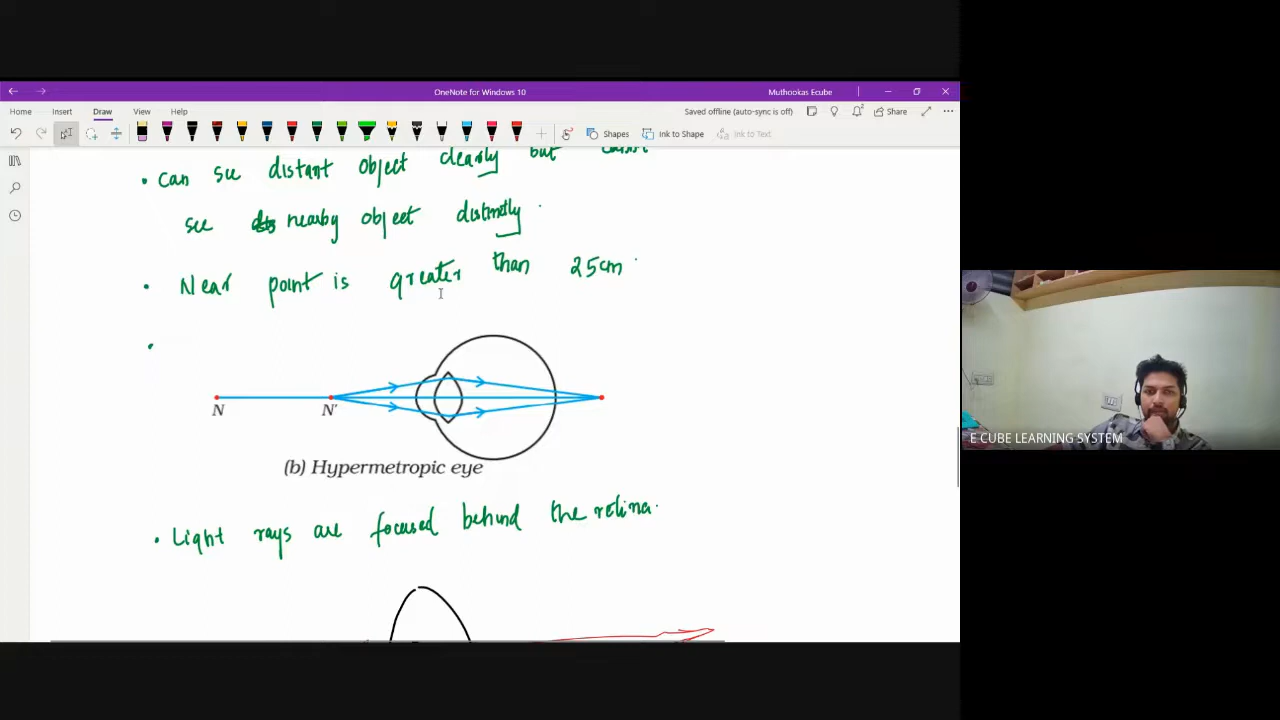 OneNote for Windows 10
Muthookas Ecube
Home Insert Draw View Help
Saved offline (auto-sync is off)
Share
Shapes
Ink to Shape
Ink to Text
• Can see distant object clearly but
see nearby object distinctly.
• Near point is greater than 25cm.
•
N N'
(b) Hypermetropic eye
• Light rays are focused behind the retina.
E CUBE LEARNING SYSTEM